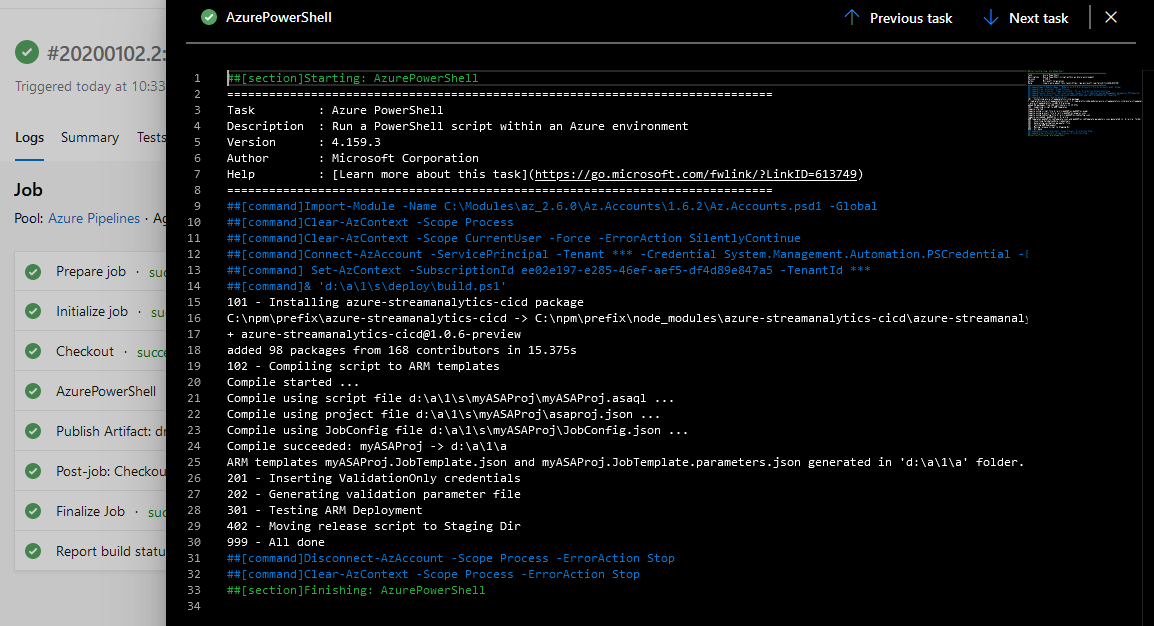 AzurePowerShell
Previous task
Next task
#20200102.2:
Triggered today at 10:33
Logs Summary Tests
Job
Pool: Azure Pipelines ·
Prepare job ·
Initialize job ·
Checkout ·
AzurePowerShell
Publish Artifact:
Post-job:
Finalize Job ·
Report build
1 ##[section]Starting: AzurePowerShell
2 ==============================================================================
3 Task         : Azure PowerShell
4 Description  : Run a PowerShell script within an Azure environment
5 Version      : 4.159.3
6 Author       : Microsoft Corporation
7 Help         : [Learn more about this task](https://go.microsoft.com/fwlink/?LinkID=613749)
8 ==============================================================================
9 ##[command]Import-Module -Name C:\Modules\az_2.6.0\Az.Accounts\1.6.2\Az.Accounts.psd1 -Global
10 ##[command]Clear-AzContext -Scope Process
11 ##[command]Clear-AzContext -Scope CurrentUser -Force -ErrorAction SilentlyContinue
12 ##[command]Connect-AzAccount -ServicePrincipal -Tenant *** -Credential System.Management.Automation.PSCredential
13 ##[command] Set-AzContext -SubscriptionId ee02e197-e285-46ef-aef5-df4d89e847a5 -TenantId ***
14 ##[command]& 'd:\a\1\s\deploy\build.ps1'
15 101 - Installing azure-streamanalytics-cicd package
16 C:\npm\prefix\azure-streamanalytics-cicd -> C:\npm\prefix\node_modules\azure-streamanalytics-cicd\azure-streamanaly
17 + azure-streamanalytics-cicd@1.0.6-preview
18 added 98 packages from 168 contributors in 15.375s
19 102 - Compiling script to ARM templates
20 Compile started ...
21 Compile using script file d:\a\1\s\myASAProj\myASAProj.asaql ...
22 Compile using project file d:\a\1\s\myASAProj\asaproj.json ...
23 Compile using JobConfig file d:\a\1\s\myASAProj\JobConfig.json ...
24 Compile succeeded: myASAProj -> d:\a\1\a
25 ARM templates myASAProj.JobTemplate.json and myASAProj.JobTemplate.parameters.json generated in 'd:\a\1\a' folder.
26 201 - Inserting ValidationOnly credentials
27 202 - Generating validation parameter file
28 301 - Testing ARM Deployment
29 402 - Moving release script to Staging Dir
30 999 - All done
31 ##[command]Disconnect-AzAccount -Scope Process -ErrorAction Stop
32 ##[command]Clear-AzContext -Scope Process -ErrorAction Stop
33 ##[section]Finishing: AzurePowerShell
34